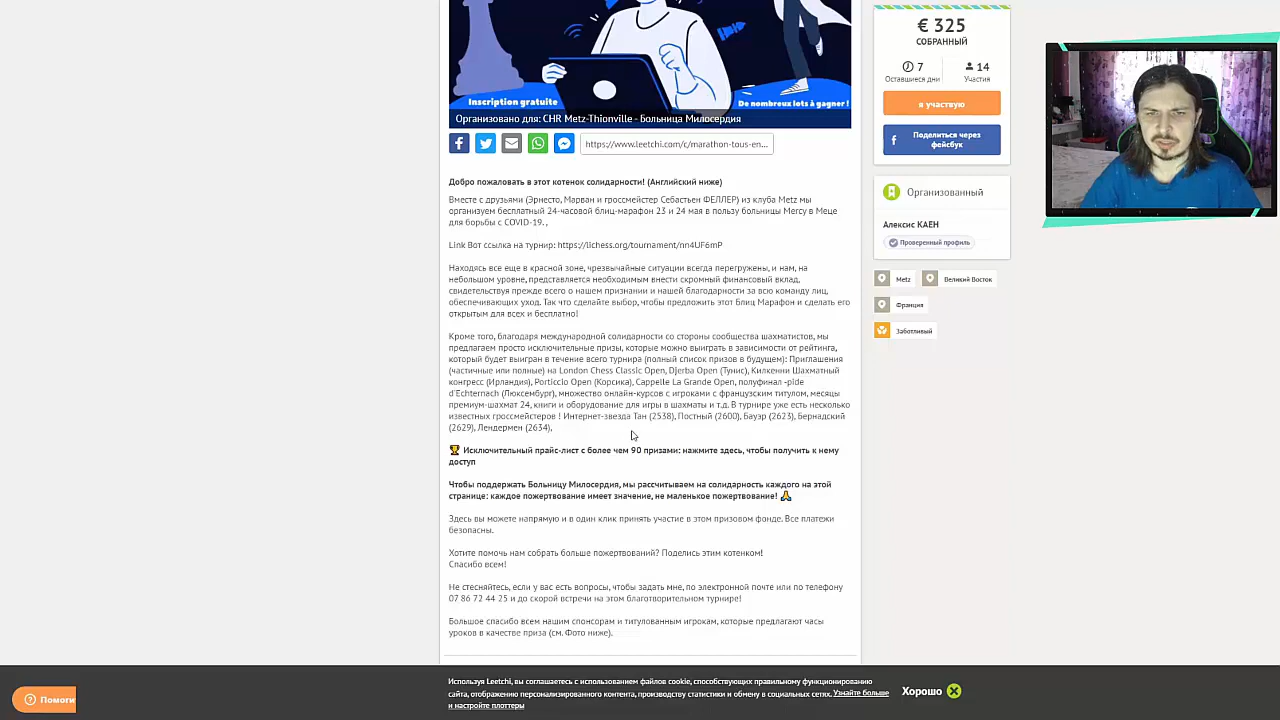 Inscription gratuite
De nombreux lots à gagner !
Организовано для: CHR Metz-Thionville - Больница Милосердия
https://www.leetchi.com/c/marathon-tous-en...
Добро пожаловать в этот котенок солидарности! (Английский ниже)
Вместе с друзьями (Эрнесто, Марван и гроссмейстер Себастьен ФЕЛЛЕР) из клуба Metz мы
организуем бесплатный 24-часовой блиц-марафон 23 и 24 мая в пользу больницы Mercy в Меце
для борьбы с COVID-19. ,
Link Вот ссылка на турнир: https://lichess.org/tournament/nn4UF6mP
Находясь все еще в красной зоне, чрезвычайные ситуации всегда перегружены, и нам, на
небольшом уровне, представляется необходимым внести скромный финансовый вклад,
свидетельствуя прежде всего о нашем признании и нашей благодарности за всю команду лиц,
обеспечивающих уход. Так что сделайте выбор, чтобы предложить этот Блиц Марафон и сделать его
открытым для всех и бесплатно!
Кроме того, благодаря международной солидарности со стороны сообщества шахматистов, мы
предлагаем просто исключительные призы, которые можно выиграть в зависимости от рейтинга,
который будет выигран в течение всего турнира (полный список призов в будущем): Приглашения
(частичные или полные) на London Chess Classic Open, Djerba Open (Тунис), Килкенни Шахматный
конгресс (Ирландия), Porticcio Open (Корсика), Cappelle La Grande Open, полуфинал -pide
d'Echternach (Люксембург), множество онлайн-курсов с игроками с французским титулом, месяцы
премиум-шахмат 24, книги и оборудование для игры в шахматы и т.д. В турнире уже есть несколько
известных гроссмейстеров ! Интернет-звезда Тан (2538), Постный (2600), Бауэр (2623), Бернадский
(2629), Лендермен (2634),
🏆 Исключительный прайс-лист с более чем 90 призами: нажмите здесь, чтобы получить к нему
доступ
Чтобы поддержать Больницу Милосердия, мы рассчитываем на солидарность каждого на этой
странице: каждое пожертвование имеет значение, не маленькое пожертвование! 🙏
Здесь вы можете напрямую и в один клик принять участие в этом призовом фонде. Все платежи
безопасны.
Хотите помочь нам собрать больше пожертвований? Поделись этим котенком!
Спасибо всем!
Не стесняйтесь, если у вас есть вопросы, чтобы задать мне, по электронной почте или по телефону
07 86 72 44 25 и до скорой встречи на этом благотворительном турнире!
Большое спасибо всем нашим спонсорам и титулованным игрокам, которые предлагают часы
уроков в качестве приза (см. Фото ниже).
€ 325
СОБРАННЫЙ
7
Оставшиеся дни
14
Участия
я участвую
Поделиться через
фейсбук
Организованный
Алексис КАЕН
Проверенный профиль
Metz
Великий Восток
Франция
Заботливый
Используя Leetchi, вы соглашаетесь с использованием файлов cookie, способствующих правильному функционированию
сайта, отображению персонализированного контента, производству статистики и обмену в социальных сетях. Узнайте больше
и настройте плоттеры
Хорошо
Помоги